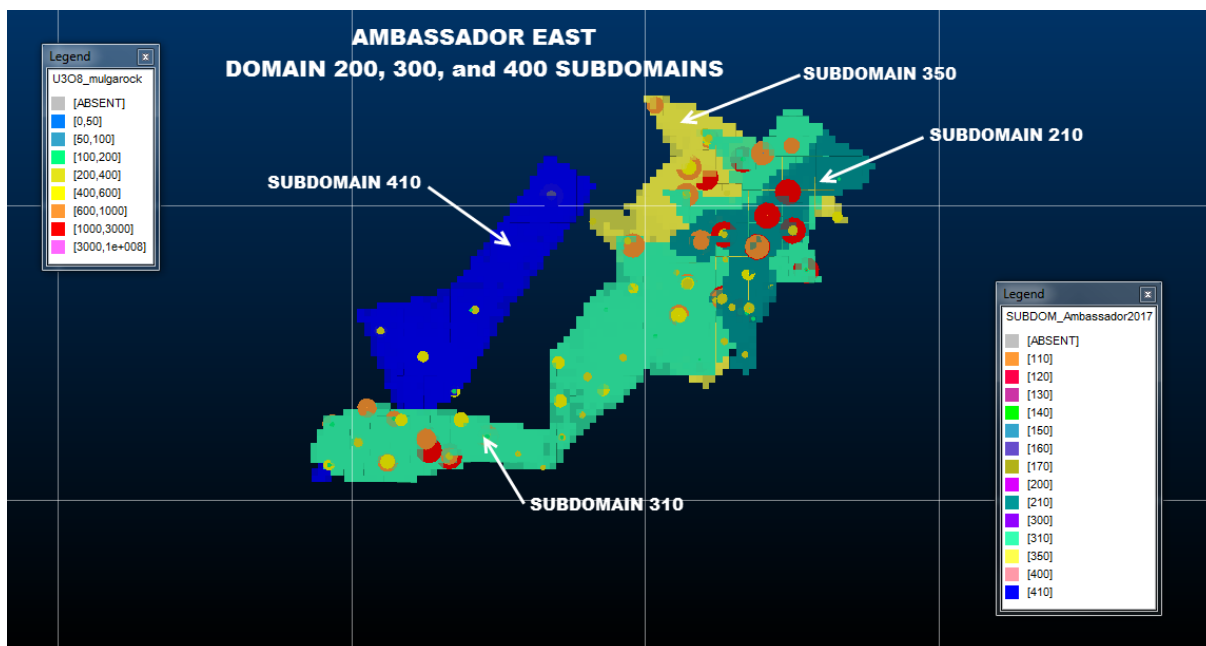 AMBASSADOR EAST
DOMAIN 200, 300, and 400 SUBDOMAINS
SUBDOMAIN 350
SUBDOMAIN 210
SUBDOMAIN 410
SUBDOMAIN 310
Legend x
U3O8_mulgarock
[ABSENT]
[0,50]
[50,100]
[100,200]
[200,400]
[400,600]
[600,1000]
[1000,3000]
[3000,1e+008]
Legend x
SUBDOM_Ambassador2017
[ABSENT]
[110]
[120]
[130]
[140]
[150]
[160]
[170]
[200]
[210]
[300]
[310]
[350]
[400]
[410]